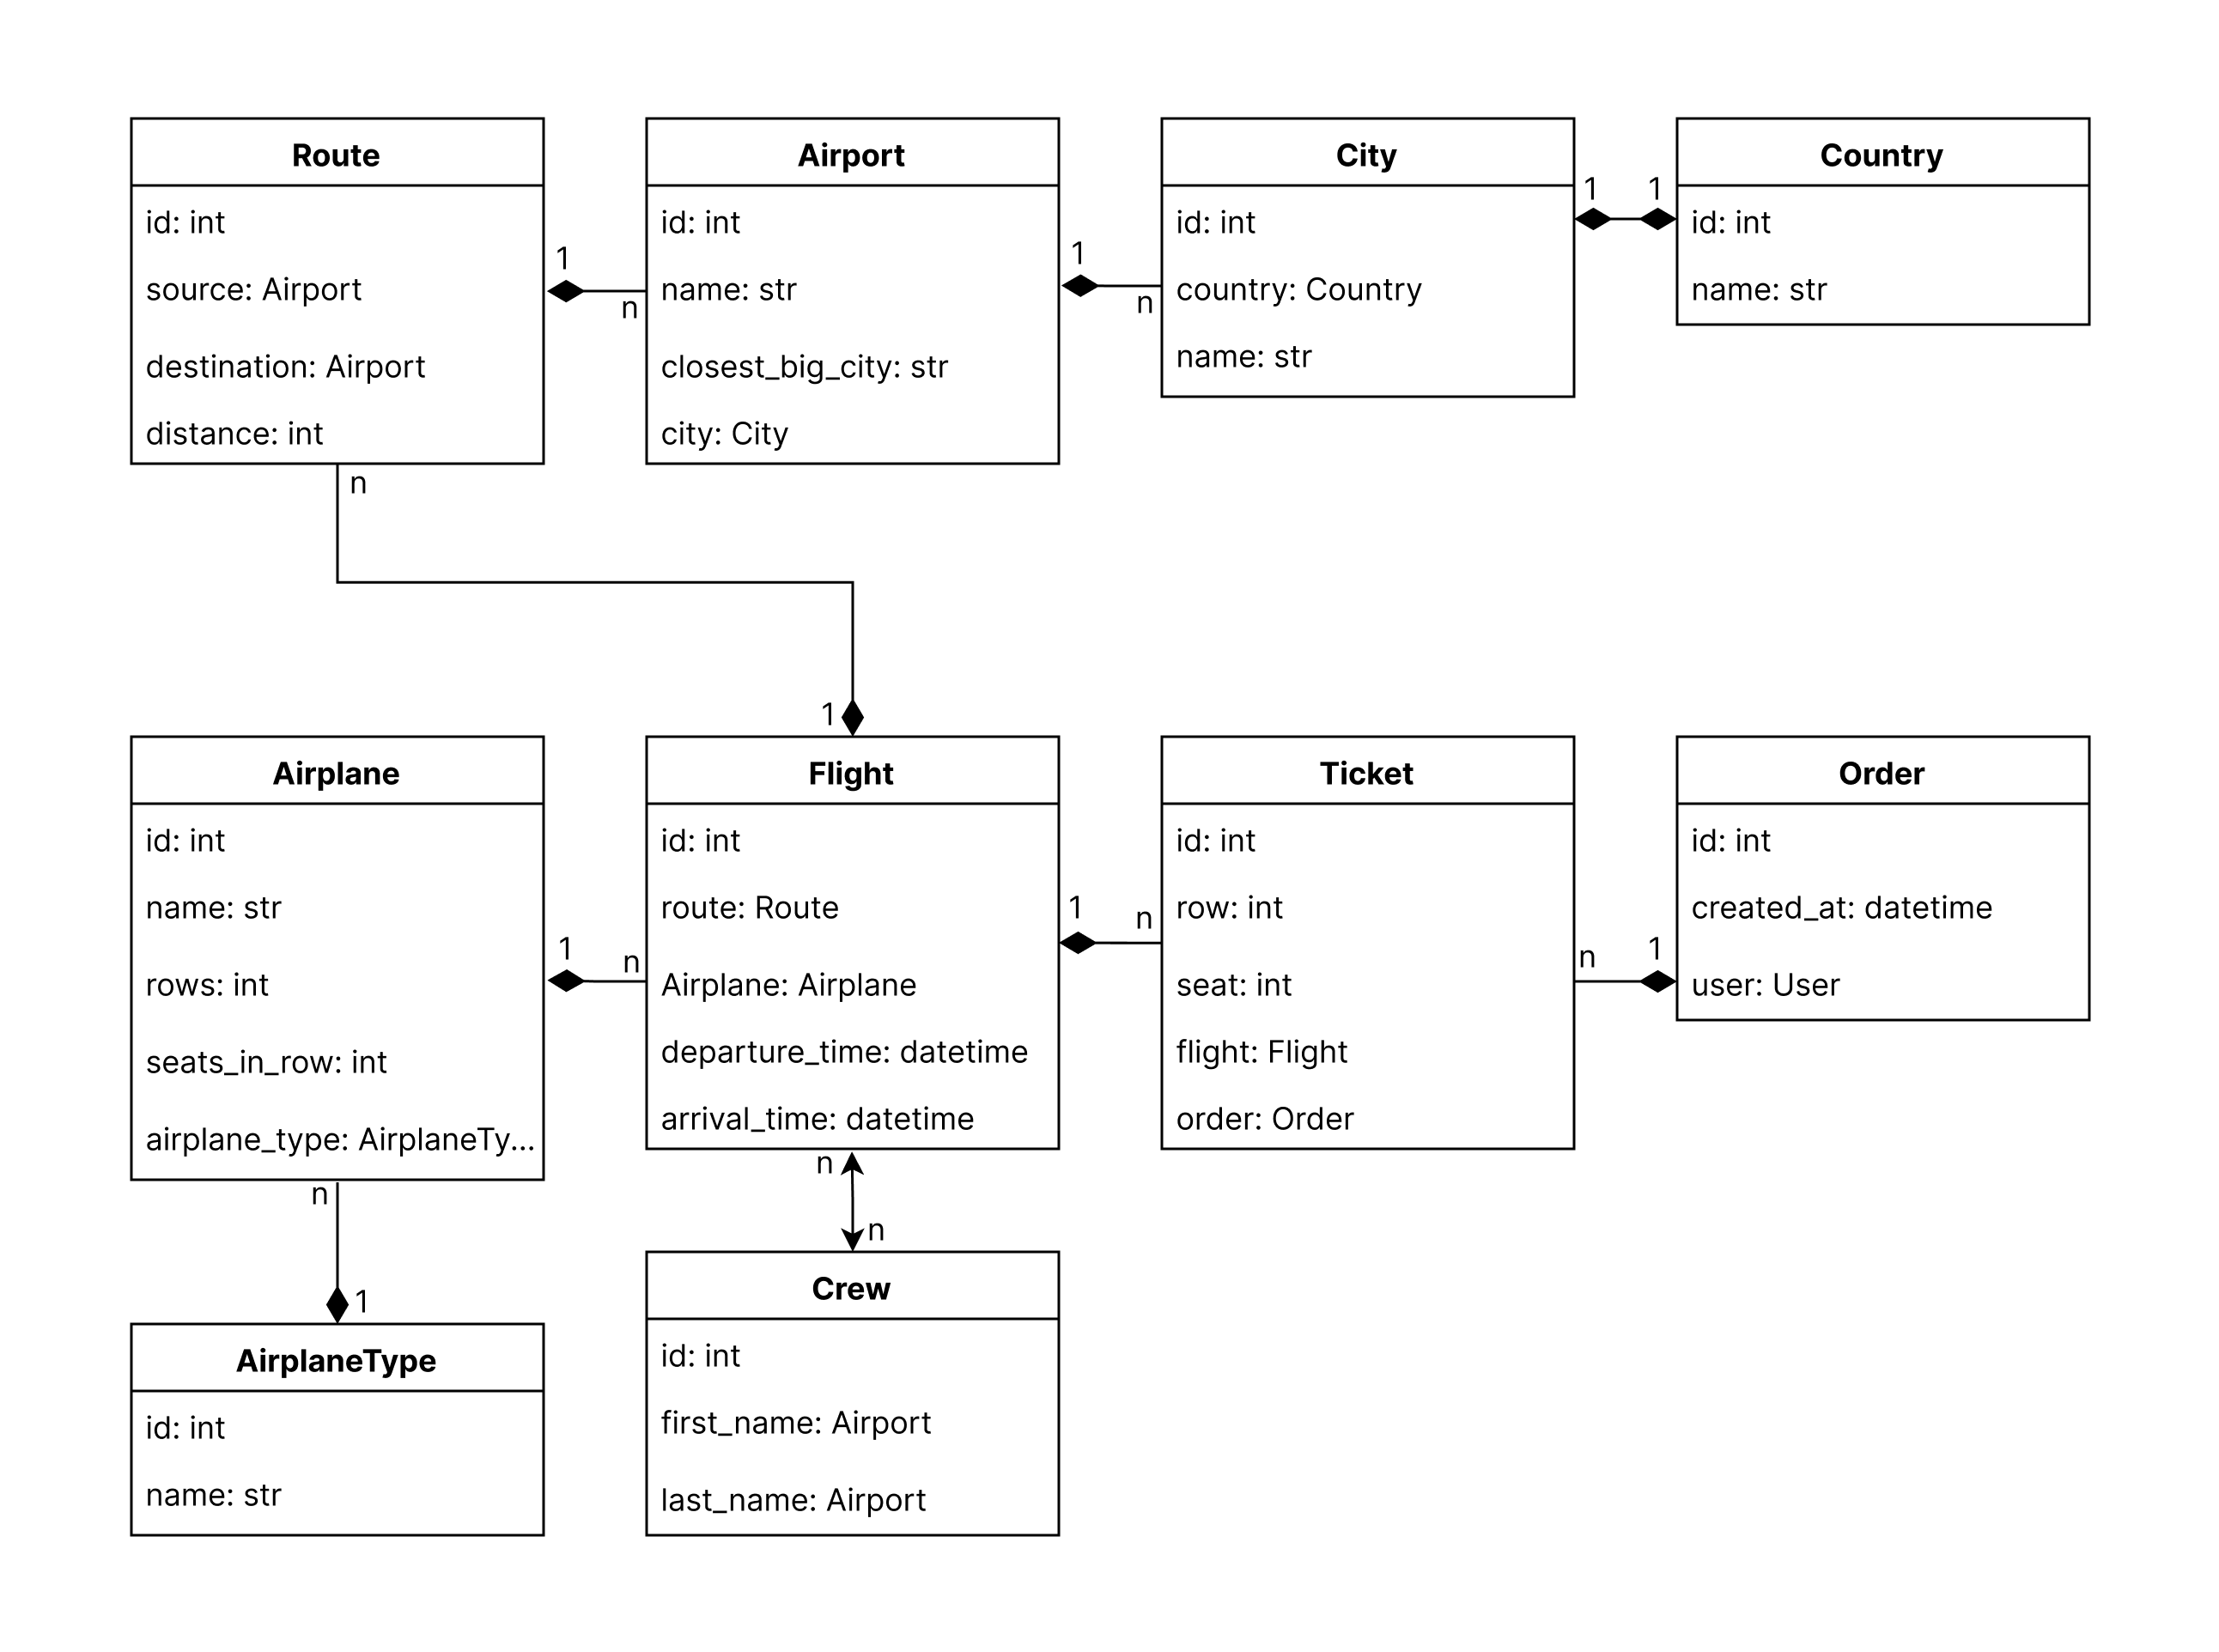 Route
id: int
source: Airport
destination: Airport
distance: int
n
1
n
Airport
id: int
name: str
closest_big_city: str
city: City
1
n
City
id: int
country: Country
name: str
1
1
Country
id: int
name: str
Airplane
id: int
name: str
rows: int
seats_in_row: int
airplane_type: AirplaneTy...
n
1
1
n
1
Flight
id: int
route: Route
Airplane: Airplane
departure_time: datetime
arrival_time: datetime
n
n
1
n
Ticket
id: int
row: int
seat: int
flight: Flight
order: Order
n
1
Order
id: int
created_at: datetime
user: User
AirplaneType
id: int
name: str
Crew
id: int
first_name: Airport
last_name: Airport